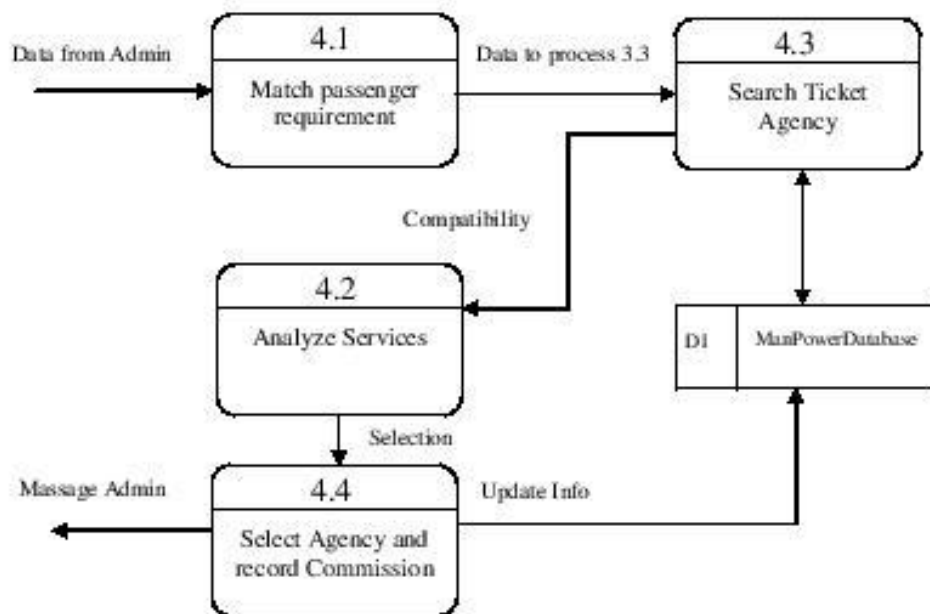 4.1
Data from Admin
Match passenger
requirement
Data to process 3.3
4.3
Search Ticket
Agency
Compatibility
4.2
Analyze Services
D1
ManPowerDatabase
Selection
Massage Admin
4.4
Select Agency and
record Commission
Update Info